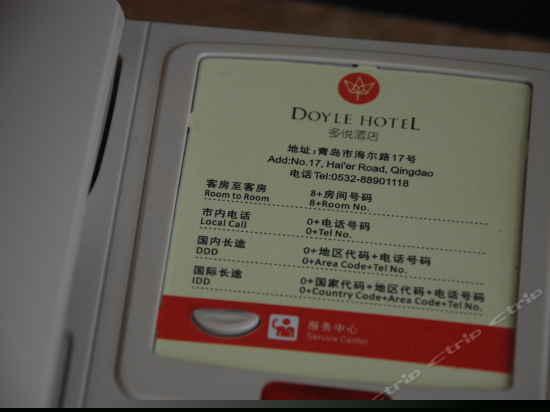 DOYLE HOTEL
多悦酒店
地址:青岛市海尔路17号
Add:No.17, Hai'er Road, Qingdao
电话 Tel:0532-88901118
客房至客房 8+房间号码
Room to Room 8+Room No.
市内电话 0+电话号码
Local Call 0+Tel No.
国内长途 0+地区代码+电话号码
DDD 0+Area Code+Tel No.
国际长途 0+国家代码+地区代码+电话号码
IDD 0+Country Code+Area Code+Tel No.
服务中心
Service Center
ctrip ctrip ctrip